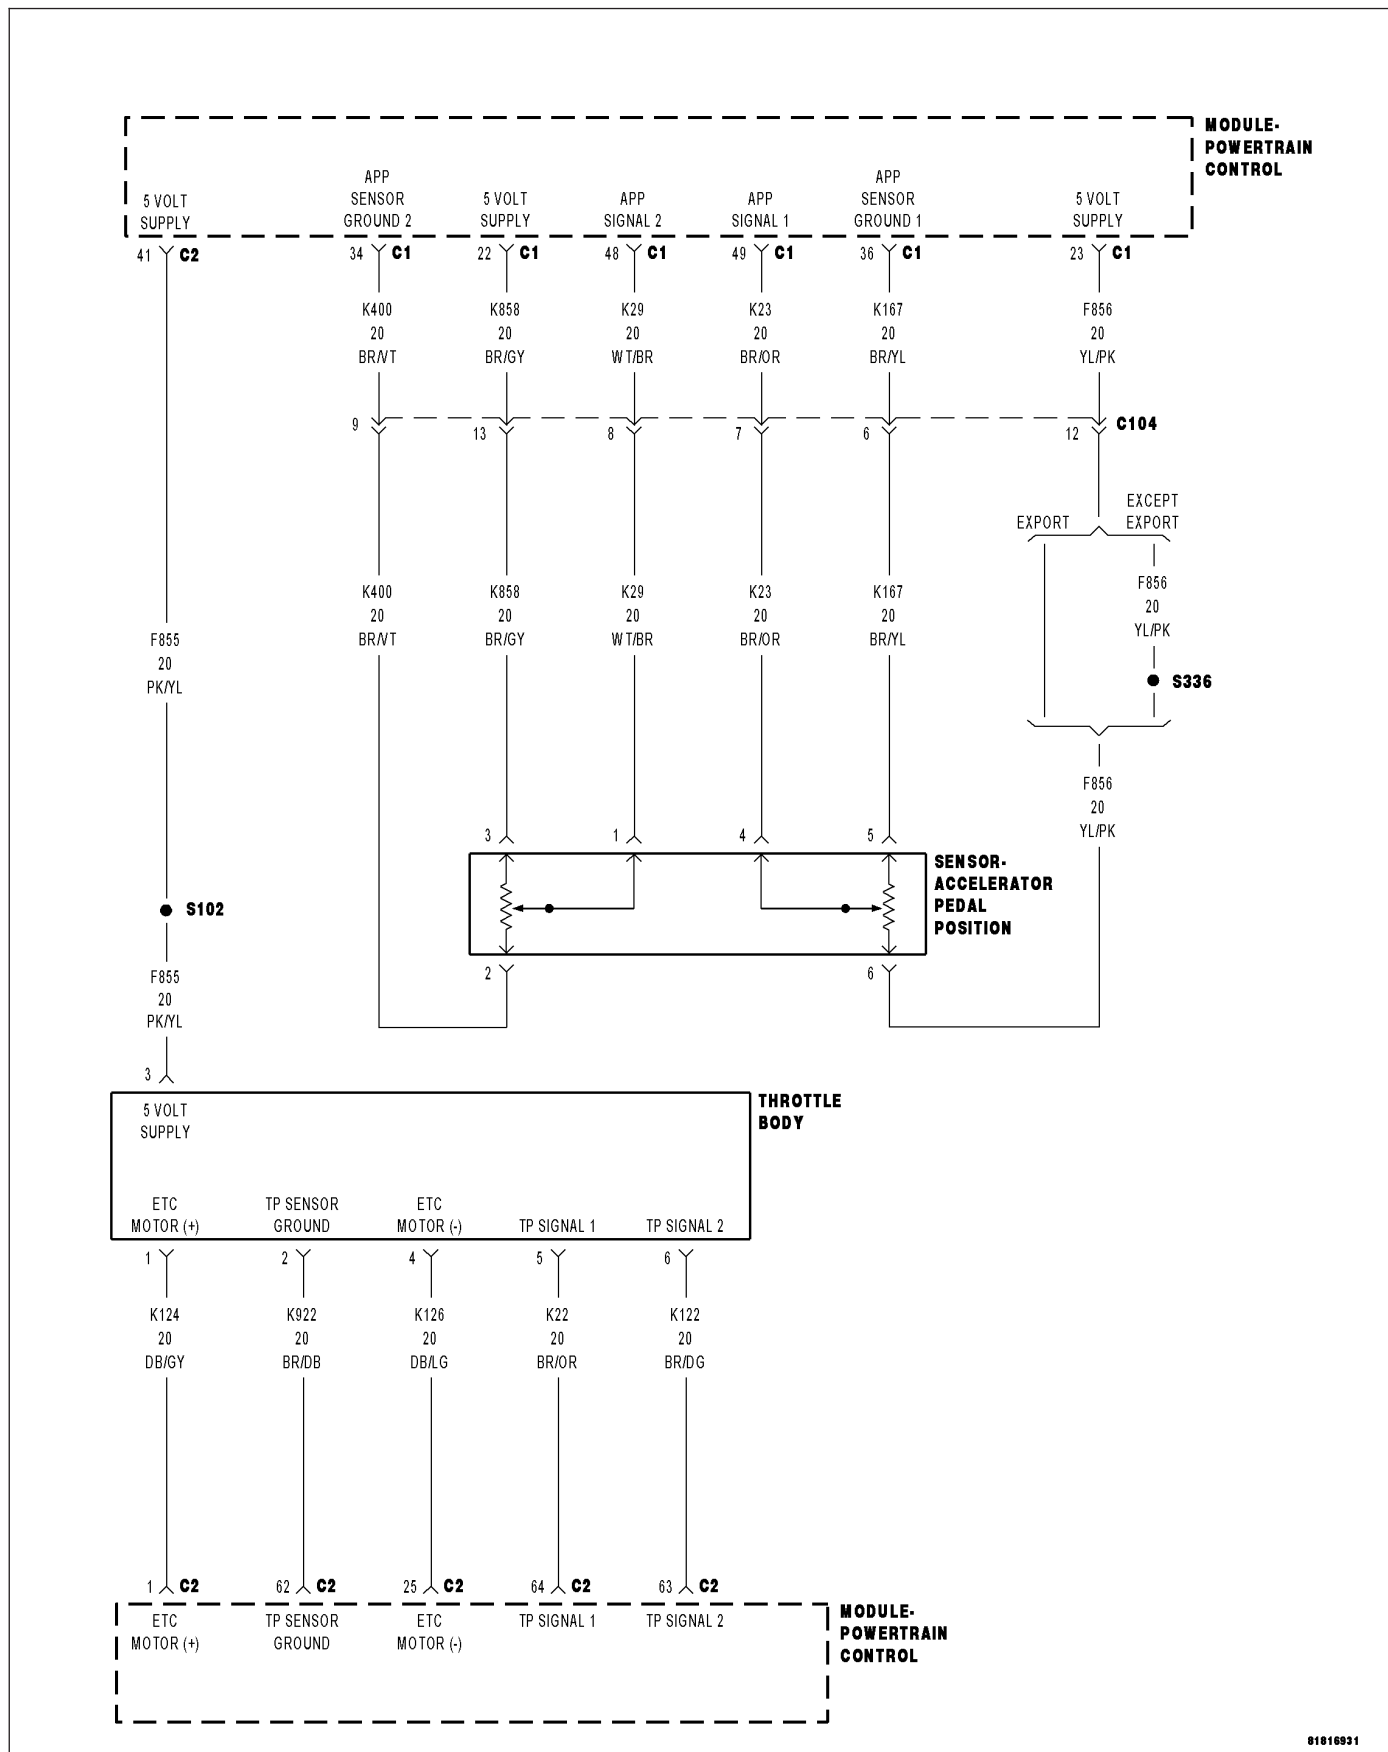 MODULE-
POWERTRAIN
CONTROL
5 VOLT
SUPPLY
APP
SENSOR
GROUND 2
5 VOLT
SUPPLY
APP
SIGNAL 2
APP
SIGNAL 1
APP
SENSOR
GROUND 1
5 VOLT
SUPPLY
41 C2
34 C1
22 C1
48 C1
49 C1
36 C1
23 C1
K400
20
BR/VT
K858
20
BR/GY
K29
20
WT/BR
K23
20
BR/OR
K167
20
BR/YL
F856
20
YL/PK
9
13
8
7
6
12
C104
EXPORT
EXCEPT
EXPORT
K400
20
BR/VT
K858
20
BR/GY
K29
20
WT/BR
K23
20
BR/OR
K167
20
BR/YL
F856
20
YL/PK
F855
20
PK/YL
S336
F856
20
YL/PK
3
1
4
5
SENSOR-
ACCELERATOR
PEDAL
POSITION
S102
2
6
F855
20
PK/YL
3
THROTTLE
BODY
5 VOLT
SUPPLY
ETC
MOTOR (+)
TP SENSOR
GROUND
ETC
MOTOR (-)
TP SIGNAL 1
TP SIGNAL 2
1
2
4
5
6
K124
20
DB/GY
K922
20
BR/DB
K126
20
DB/LG
K22
20
BR/OR
K122
20
BR/DG
1 C2
62 C2
25 C2
64 C2
63 C2
ETC
MOTOR (+)
TP SENSOR
GROUND
ETC
MOTOR (-)
TP SIGNAL 1
TP SIGNAL 2
MODULE-
POWERTRAIN
CONTROL
81816931